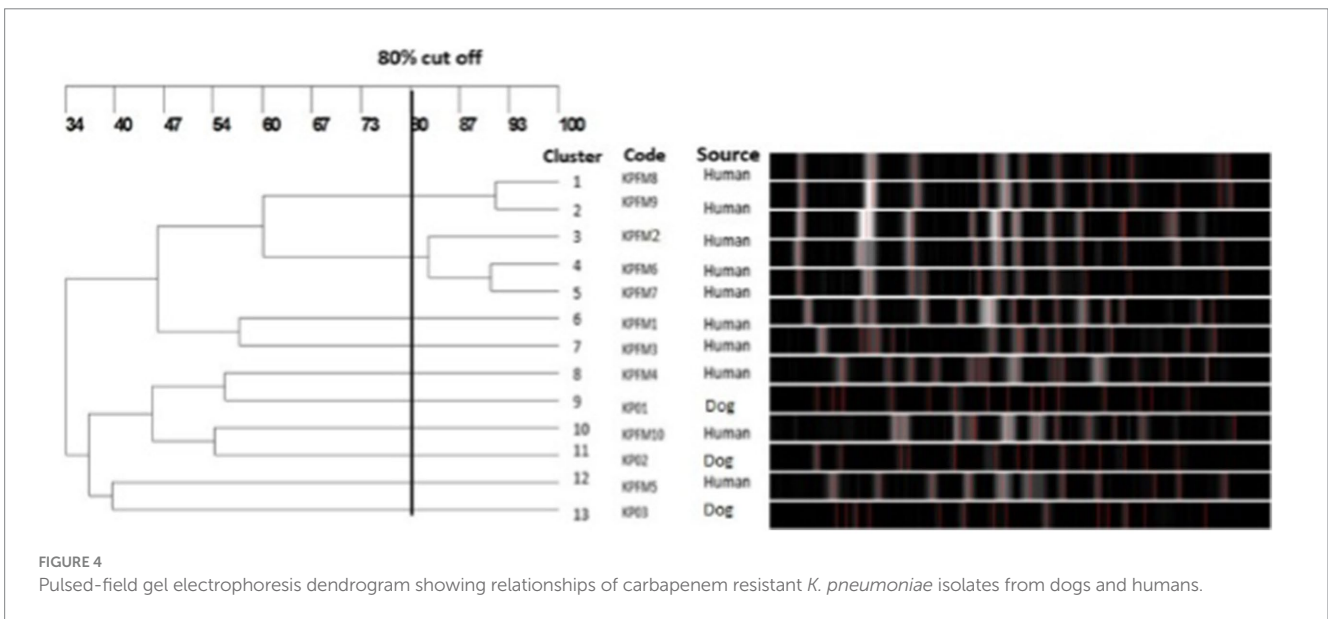 80% cut off
34 40 47 54 60 67 73 80 87 93 100
Cluster Code Source
1 KPFM8 Human
2 KPFM9 Human
3 KPFM2 Human
4 KPFM6 Human
5 KPFM7 Human
6 KPFM1 Human
7 KPFM3 Human
8 KPFM4 Human
9 KP01 Dog
10 KPFM10 Human
11 KP02 Dog
12 KPFM5 Human
13 KP03 Dog
FIGURE 4
Pulsed-field gel electrophoresis dendrogram showing relationships of carbapenem resistant K. pneumoniae isolates from dogs and humans.